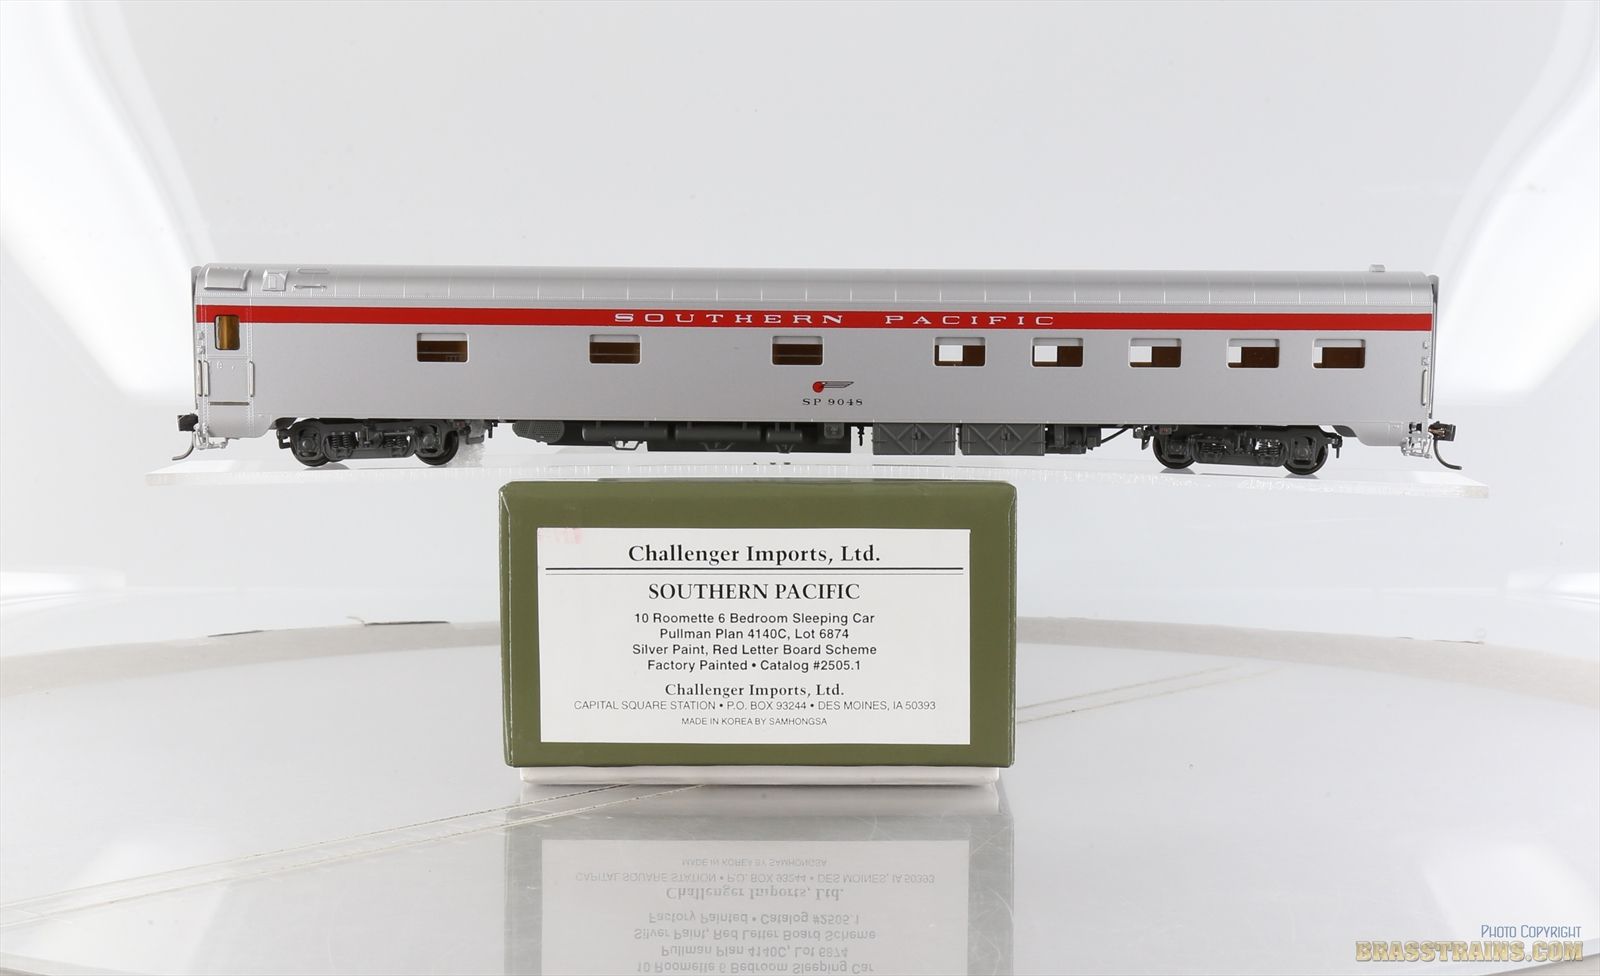 SOUTHERN PACIFIC
SP 9048
Challenger Imports, Ltd.
SOUTHERN PACIFIC
10 Roomette 6 Bedroom Sleeping Car
Pullman Plan 4140C, Lot 6874
Silver Paint, Red Letter Board Scheme
Factory Painted • Catalog #2505.1
Challenger Imports, Ltd.
CAPITAL SQUARE STATION • P.O. BOX 93244 • DES MOINES, IA 50393
MADE IN KOREA BY SAMHONGSA
PHOTO COPYRIGHT
BRASSTRAINS.COM